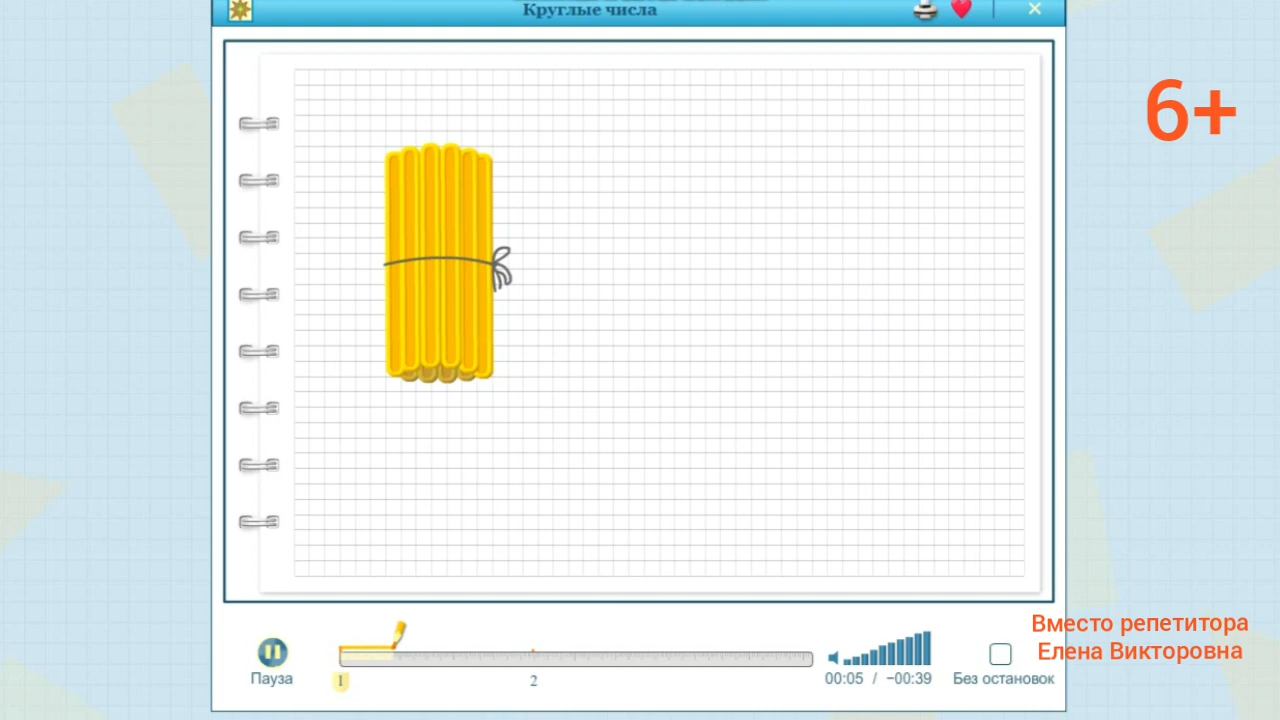 Круглые числа
6+
Вместо репетитора
Елена Викторовна
Пауза
1
2
00:05 / −00:39
Без остановок